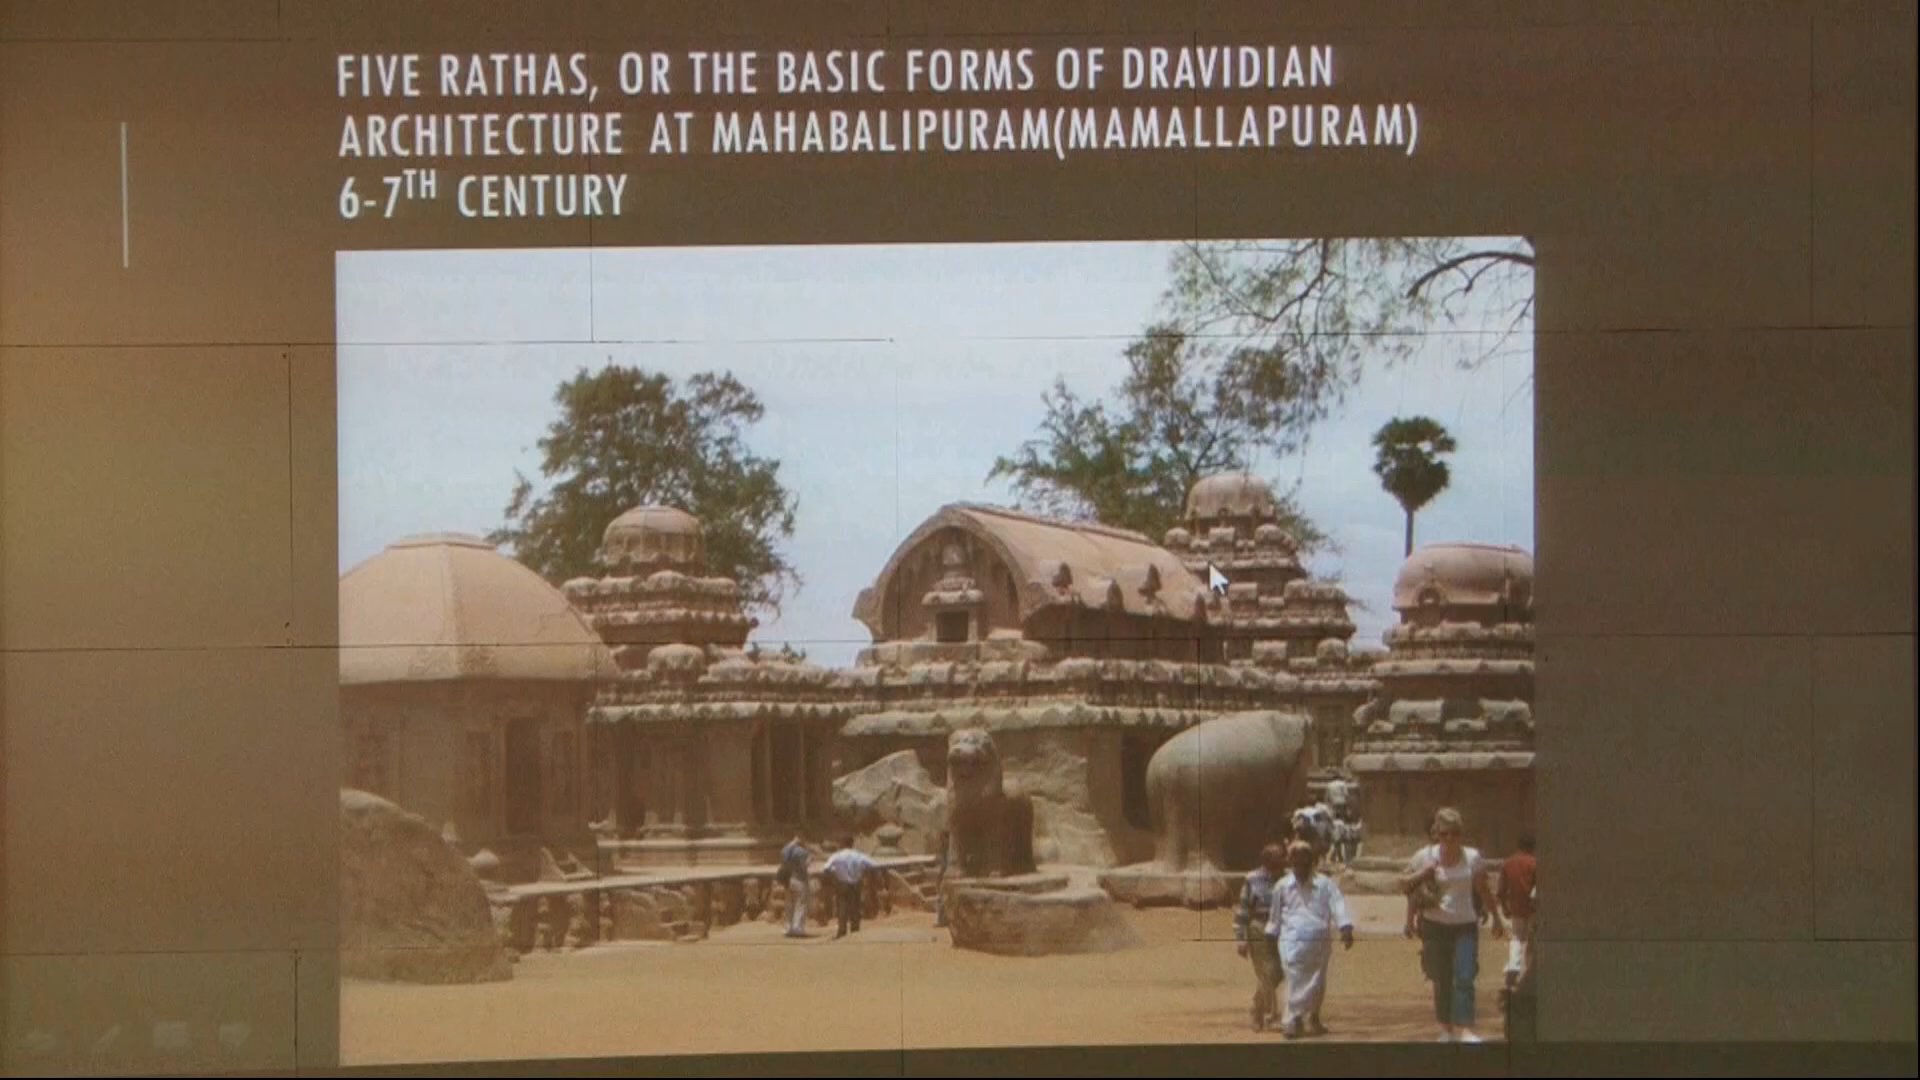 FIVE RATHAS, OR THE BASIC FORMS OF DRAVIDIAN
ARCHITECTURE AT MAHABALIPURAM(MAMALLAPURAM)
6-7TH CENTURY